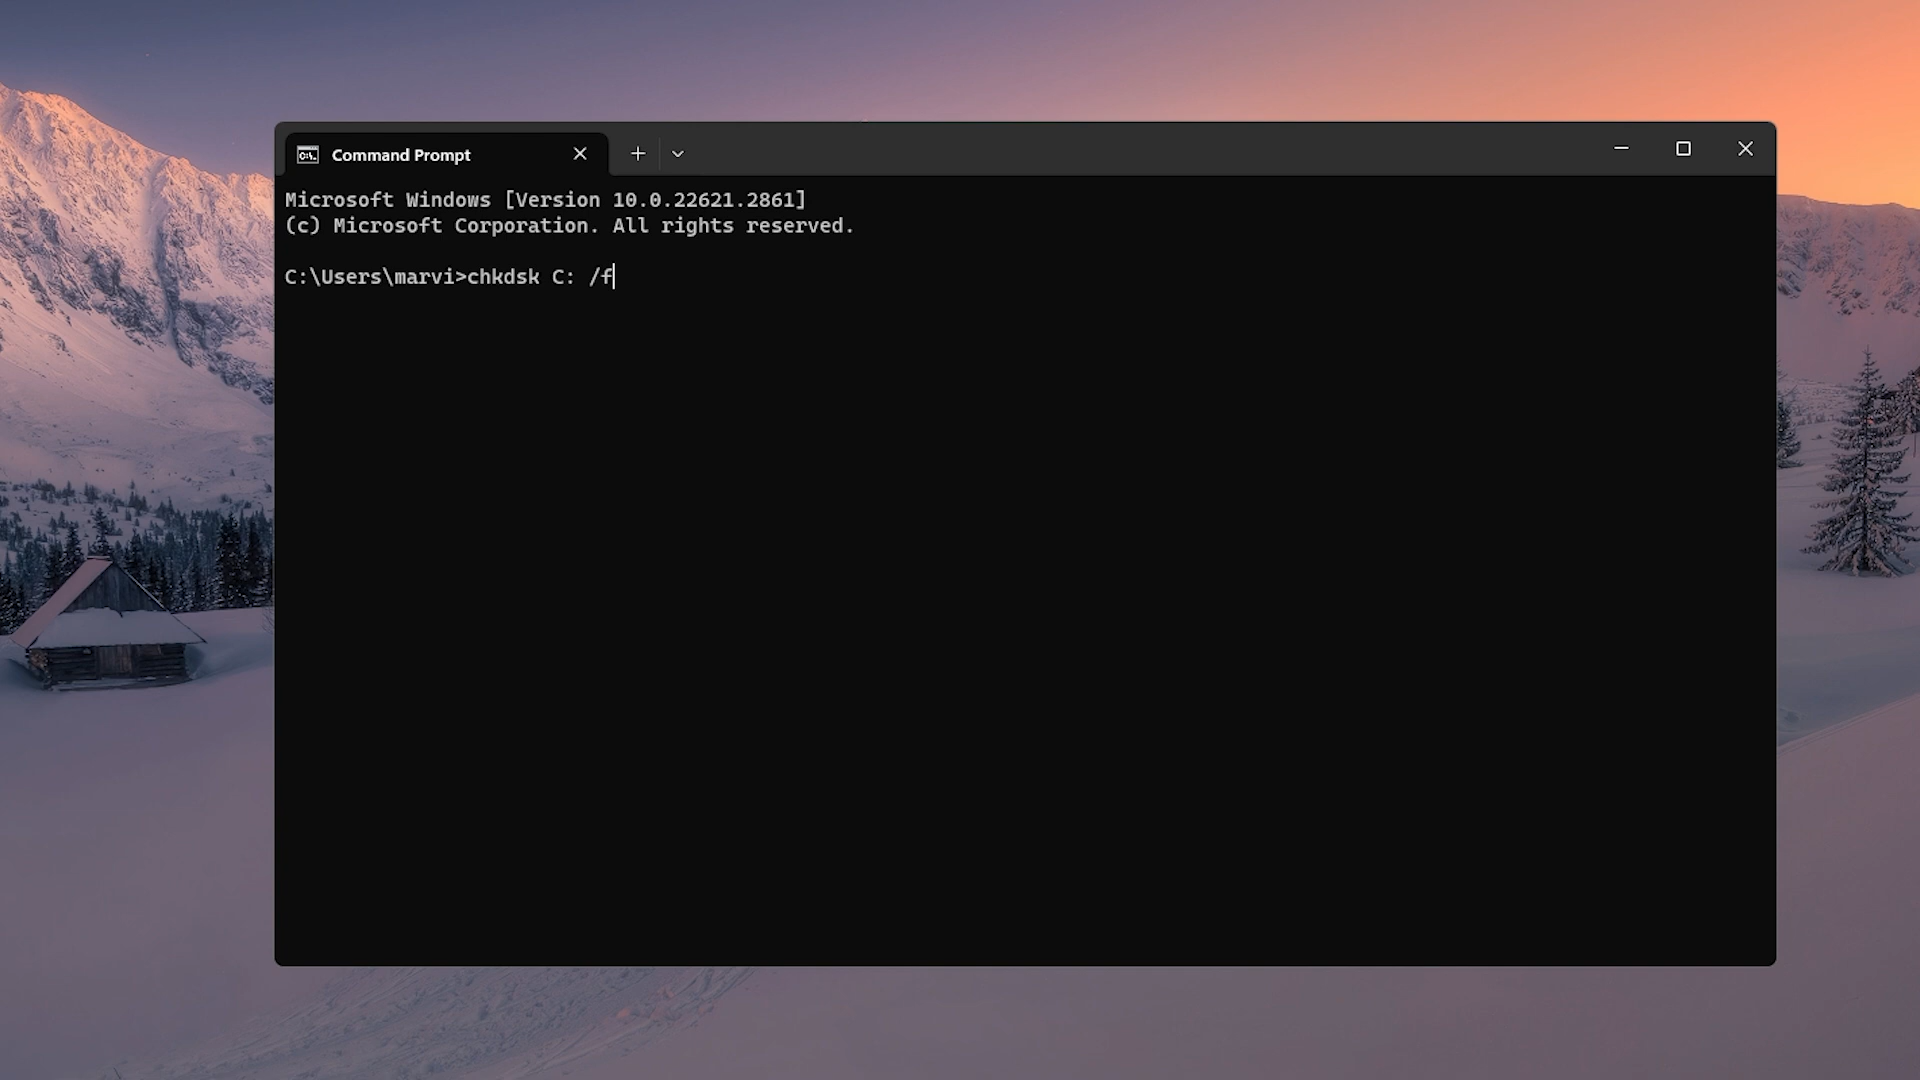 Command Prompt
Microsoft Windows [Version 10.0.22621.2861]
(c) Microsoft Corporation. All rights reserved.
C:\Users\marvi>chkdsk C: /f